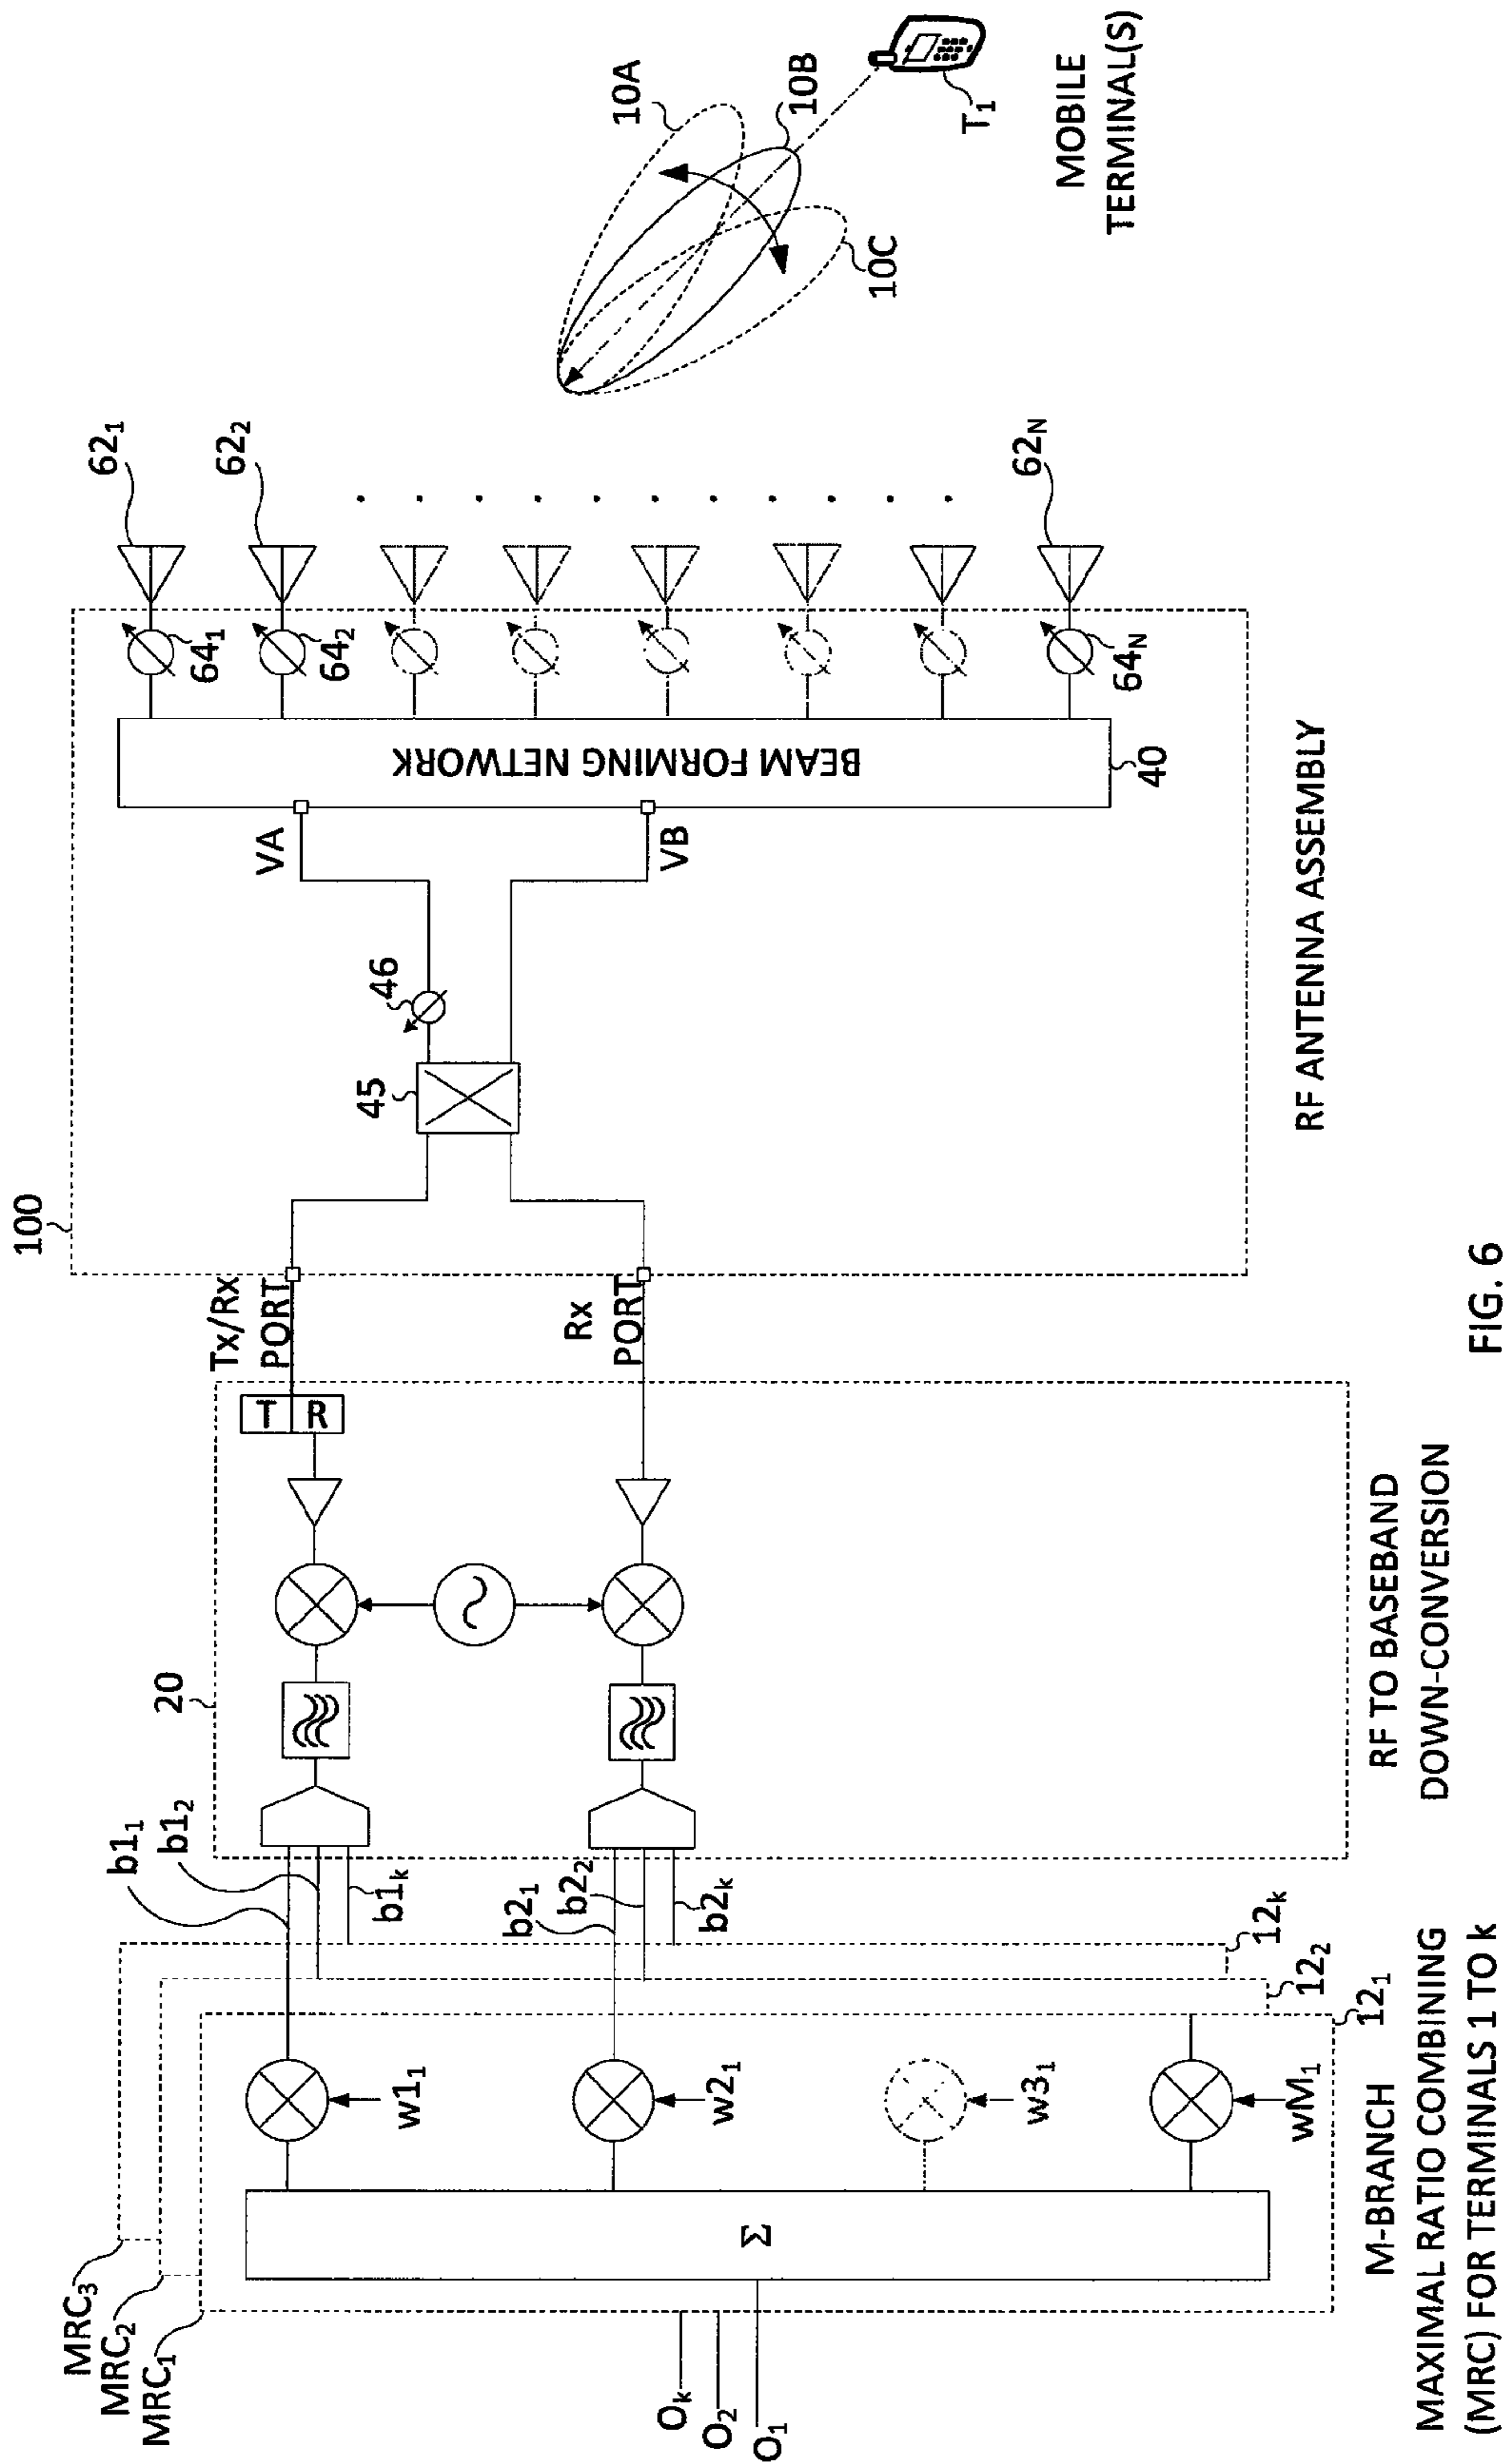 MRC₃
MRC₂
MRC₁
Oₖ
O₂
O₁
Σ
w1₁
w2₁
w3₁
wM₁
12ₖ
12₂
12₁
M-BRANCH
MAXIMAL RATIO COMBINING
(MRC) FOR TERMINALS 1 TO k
b1₁
b1₂
b1ₖ
b2₁
b2₂
b2ₖ
20
T
R
RF TO BASEBAND
DOWN-CONVERSION
Tx/Rx
PORT
Rx
PORT
100
45
46
VA
VB
BEAM FORMING NETWORK
40
64₁
64₂
64_N
62₁
62₂
62_N
RF ANTENNA ASSEMBLY
10A
10B
10C
T₁
MOBILE
TERMINAL(S)
FIG. 6